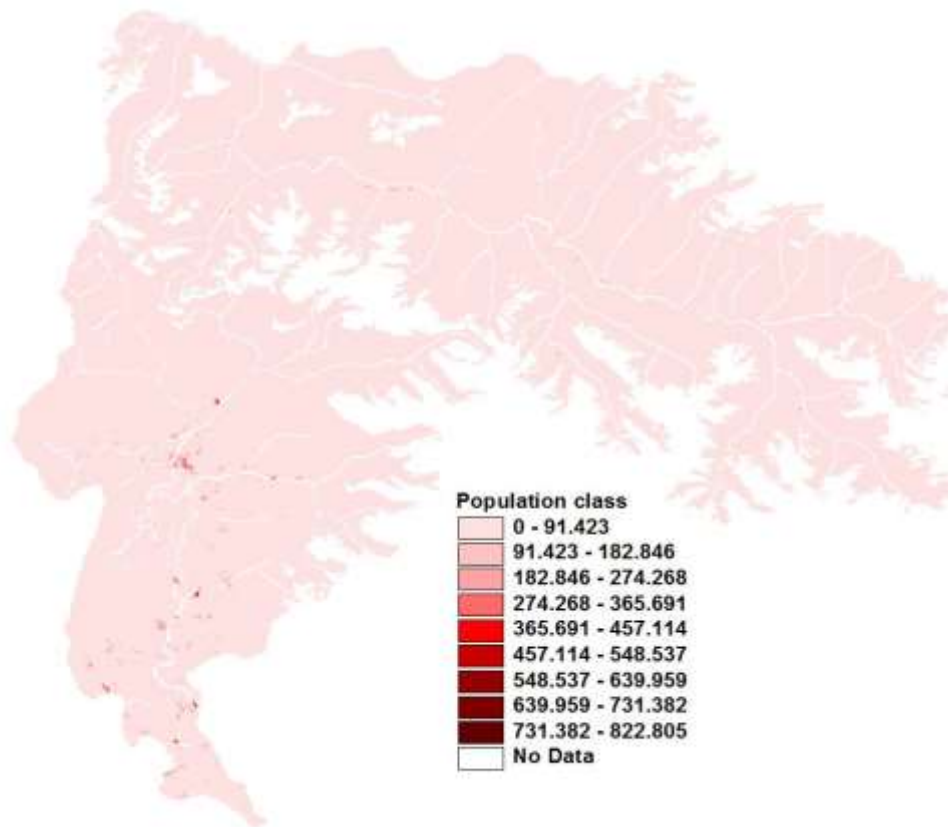 Population class
0 - 91.423
91.423 - 182.846
182.846 - 274.268
274.268 - 365.691
365.691 - 457.114
457.114 - 548.537
548.537 - 639.959
639.959 - 731.382
731.382 - 822.805
No Data